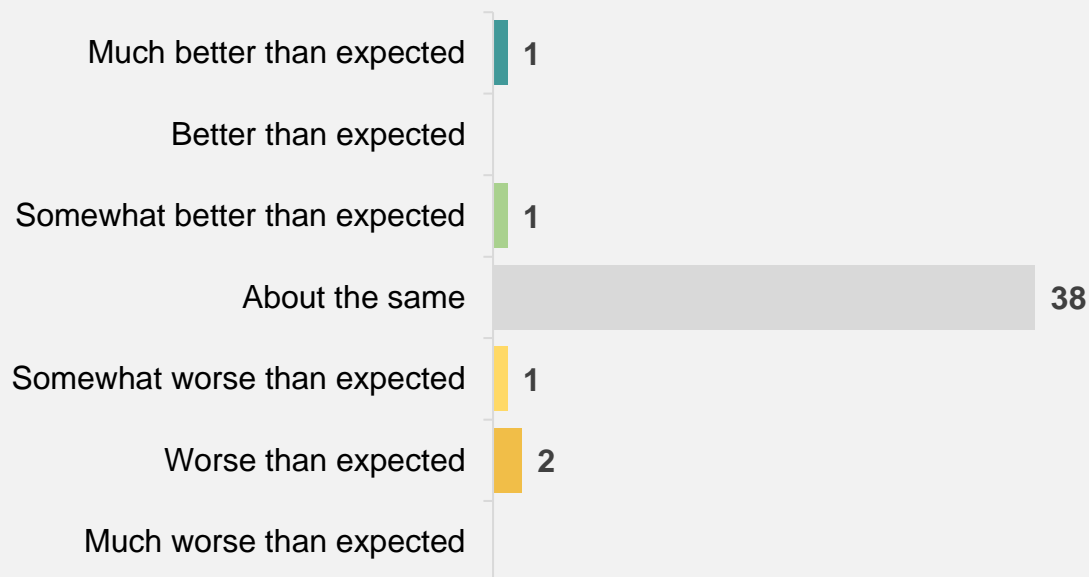 Much better than expected 1
Better than expected
Somewhat better than expected 1
About the same 38
Somewhat worse than expected 1
Worse than expected 2
Much worse than expected